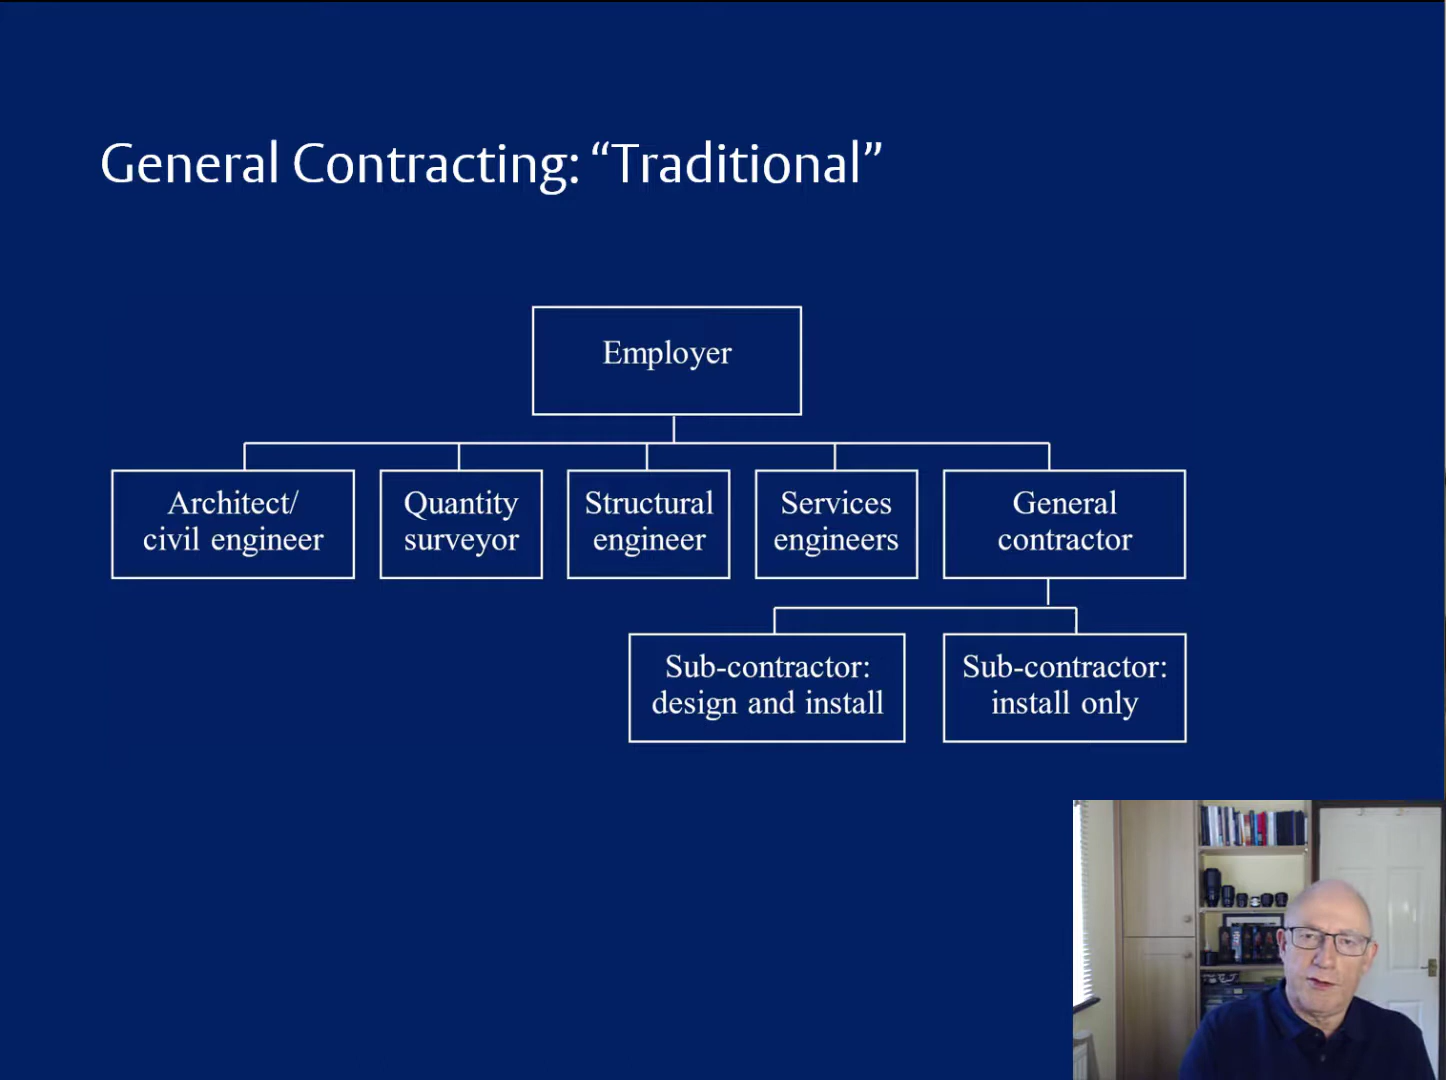 General Contracting: “Traditional”
Employer
Architect/
civil engineer
Quantity
surveyor
Structural
engineer
Services
engineers
General
contractor
Sub-contractor:
design and install
Sub-contractor:
install only